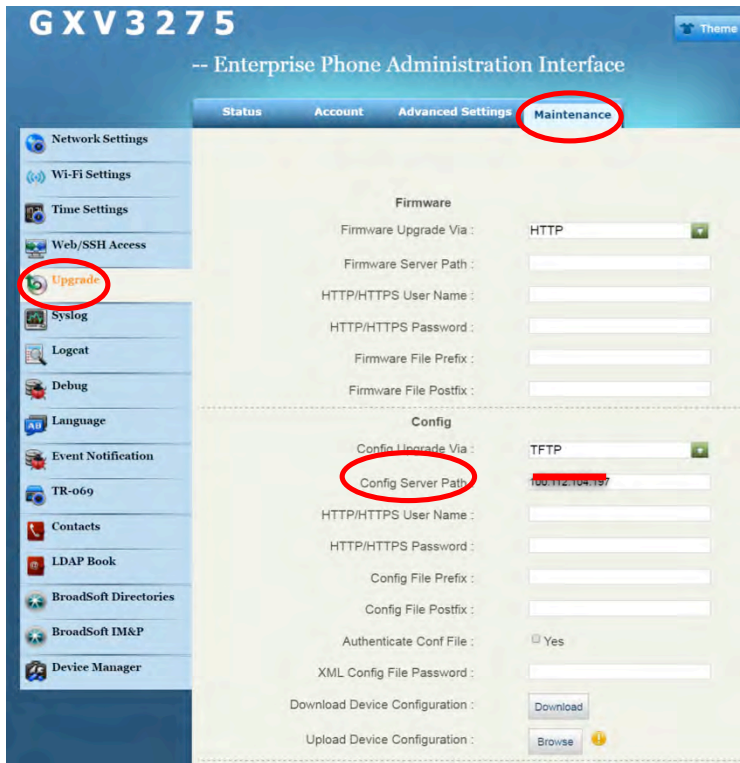 GXV3275
Theme
-- Enterprise Phone Administration Interface
Status Account Advanced Settings Maintenance
Network Settings
Wi-Fi Settings
Time Settings
Web/SSH Access
Upgrade
Syslog
Logcat
Debug
Language
Event Notification
TR-069
Contacts
LDAP Book
BroadSoft Directories
BroadSoft IM&P
Device Manager
Firmware
Firmware Upgrade Via : HTTP
Firmware Server Path :
HTTP/HTTPS User Name :
HTTP/HTTPS Password :
Firmware File Prefix :
Firmware File Postfix :
Config
Config Upgrade Via : TFTP
Config Server Path
HTTP/HTTPS User Name :
HTTP/HTTPS Password :
Config File Prefix :
Config File Postfix :
Authenticate Conf File : Yes
XML Config File Password :
Download Device Configuration : Download
Upload Device Configuration : Browse